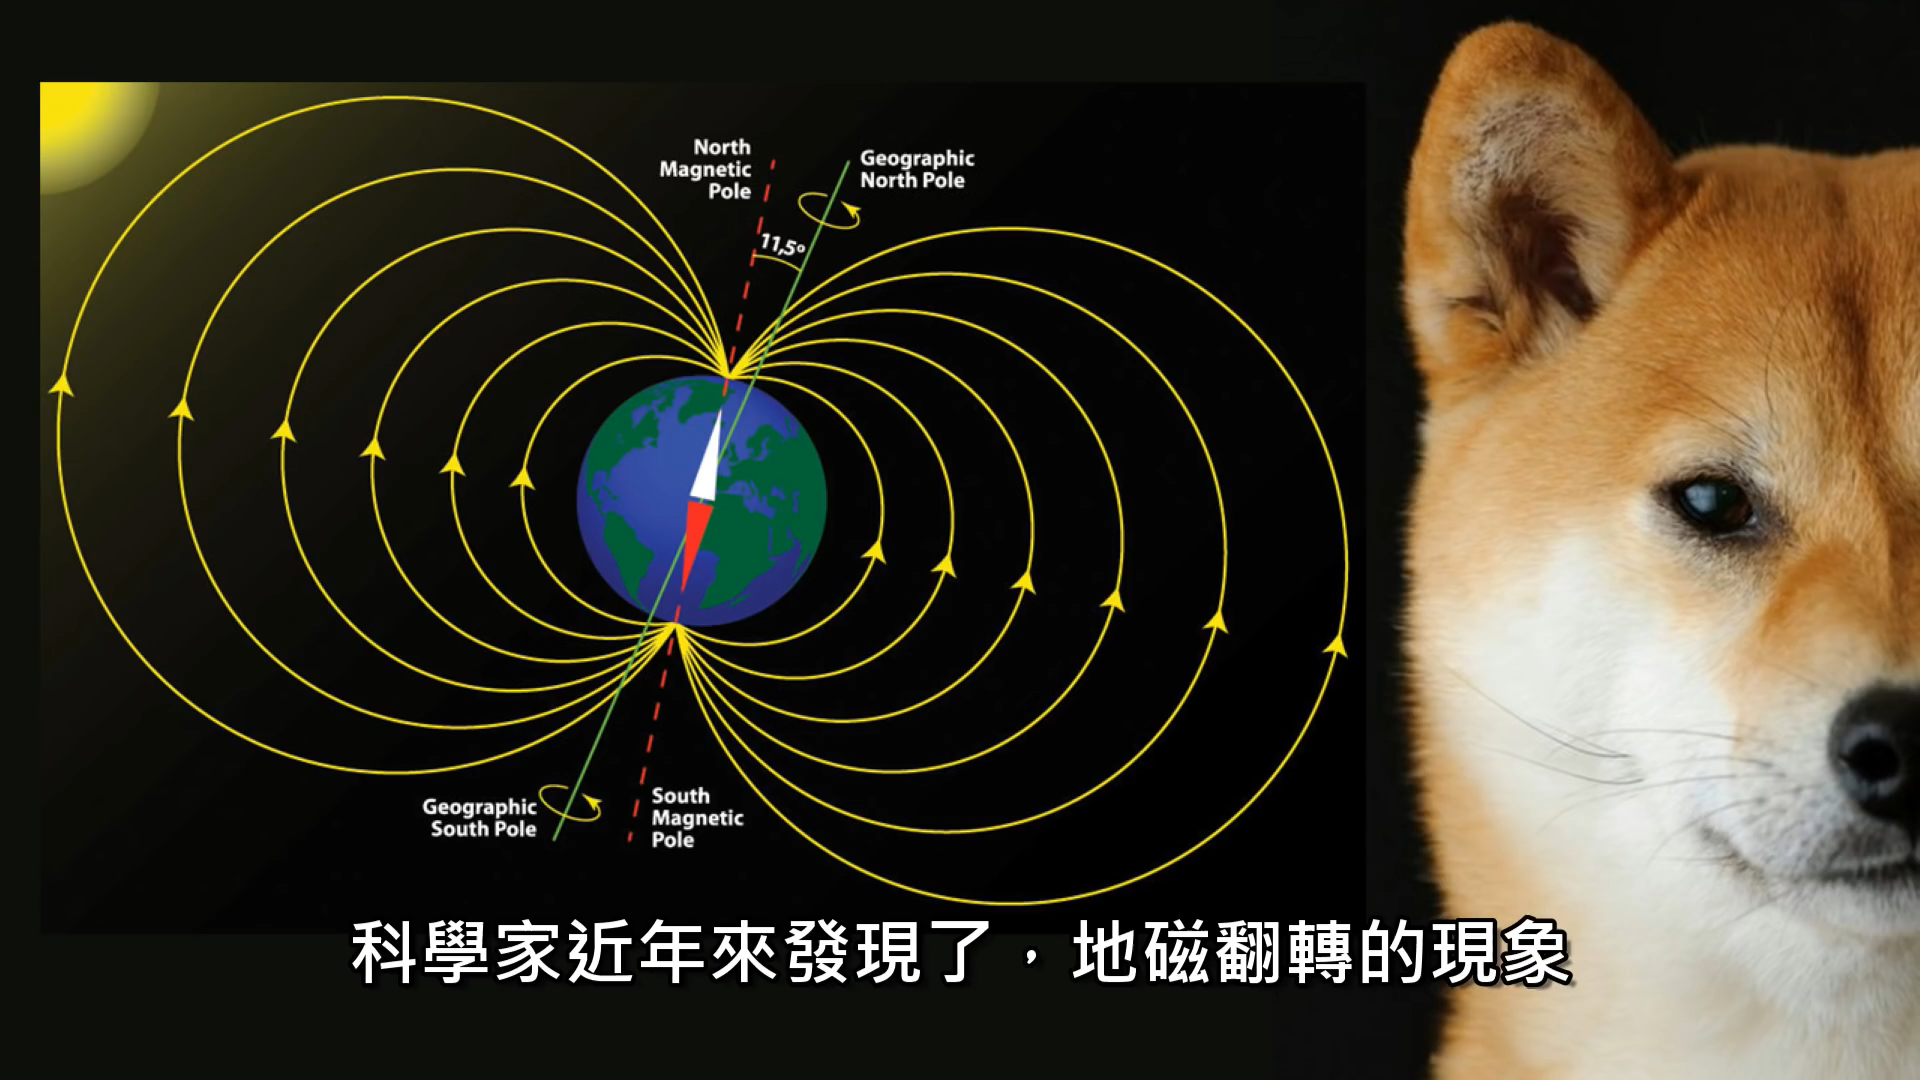 North
Magnetic
Pole
Geographic
North Pole
11,5º
Geographic
South Pole
South
Magnetic
Pole
科學家近年來發現了，地磁翻轉的現象